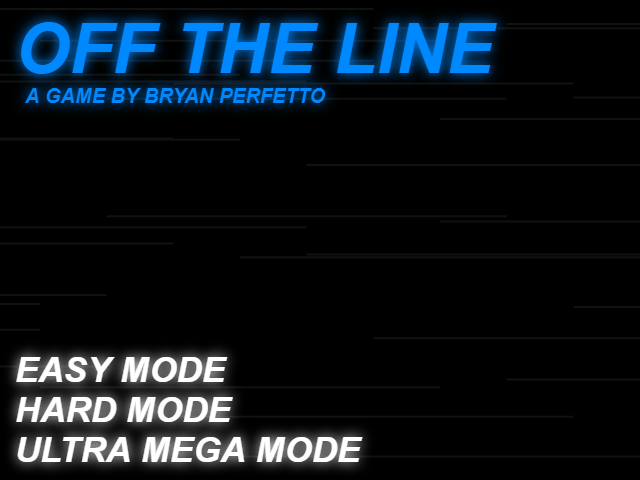 OFF THE LINE
A GAME BY BRYAN PERFETTO
EASY MODE
HARD MODE
ULTRA MEGA MODE